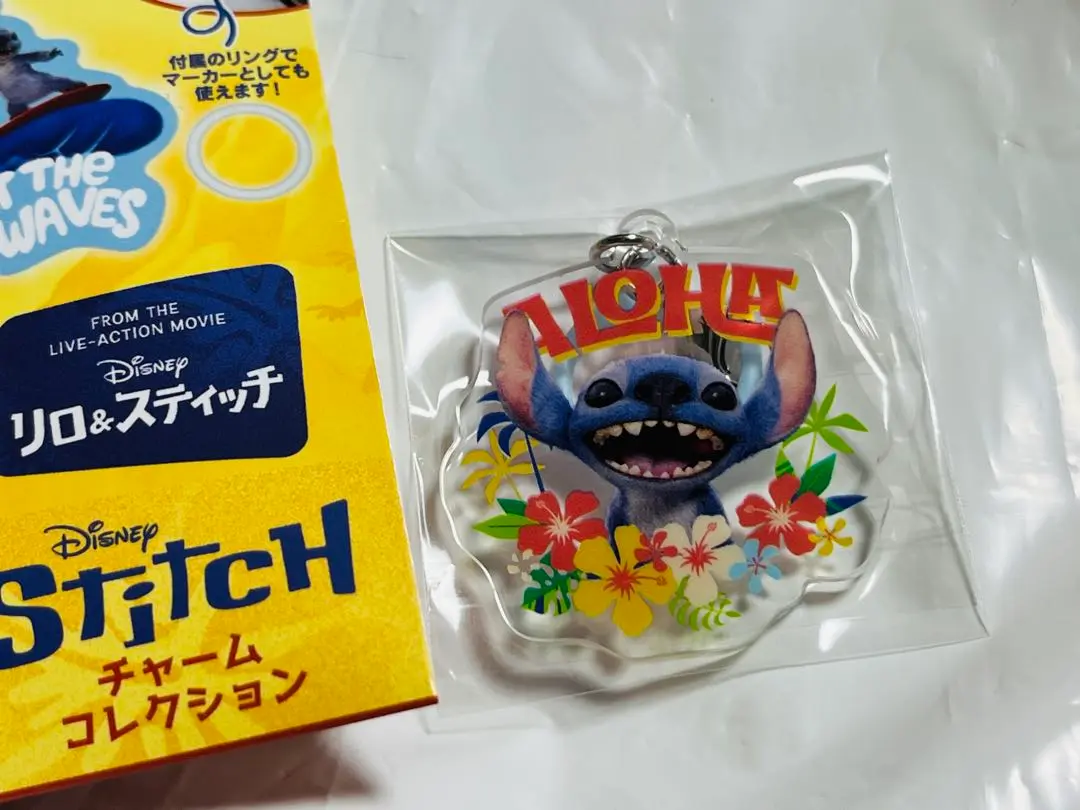 付属のリングで
マーカーとしても
使えます!
THE
WAVES
FROM THE
LIVE-ACTION MOVIE
Disney
リロ&スティッチ
Disney
Stitch
チャーム
コレクション
ALOHA